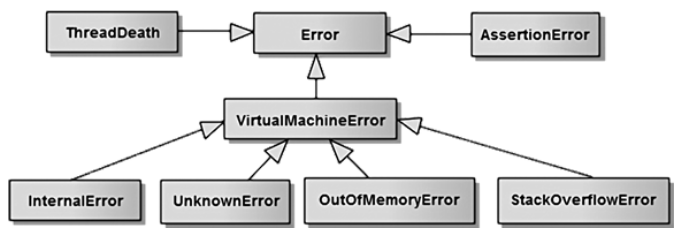 ThreadDeath
Error
AssertionError
VirtualMachineError
InternalError
UnknownError
OutOfMemoryError
StackOverflowError